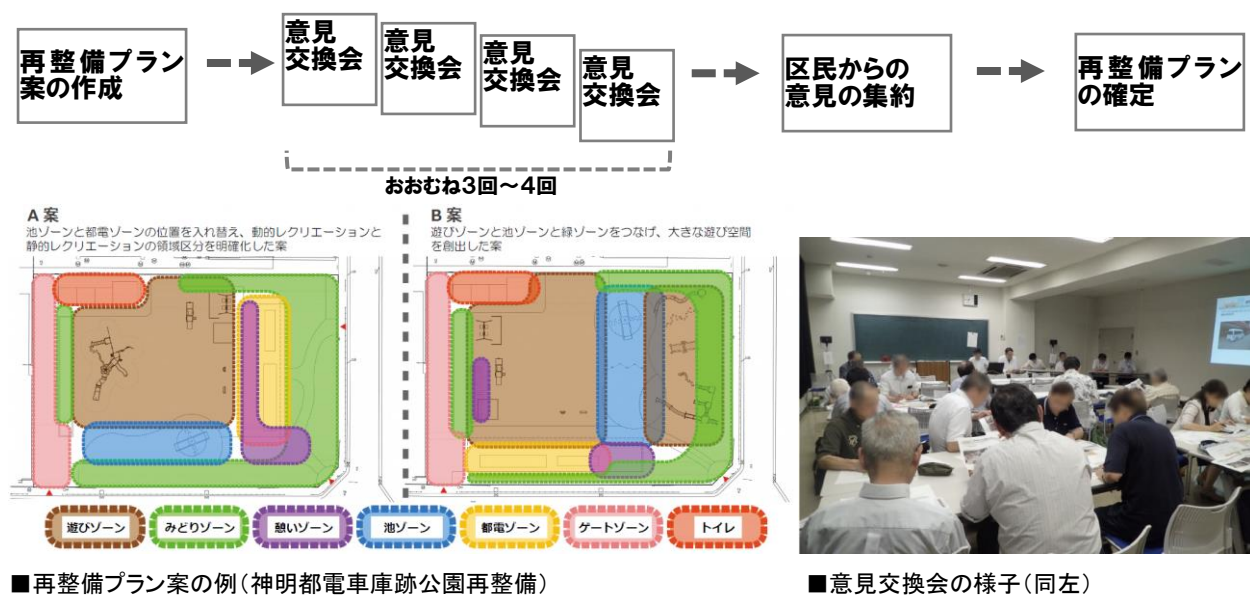 再整備プラン
案の作成
意見
交換会
意見
交換会
意見
交換会
意見
交換会
区民からの
意見の集約
再整備プラン
の確定
おおむね3回～4回
A 案
池ゾーンと都電ゾーンの位置を入れ替え、動的レクリエーションと
静的レクリエーションの領域区分を明確化した案
B 案
遊びゾーンと池ゾーンと緑ゾーンをつなげ、大きな遊び空間
を創出した案
遊びゾーン
みどりゾーン
憩いゾーン
池ゾーン
都電ゾーン
ゲートゾーン
トイレ
■再整備プラン案の例(神明都電車庫跡公園再整備)
■意見交換会の様子(同左)